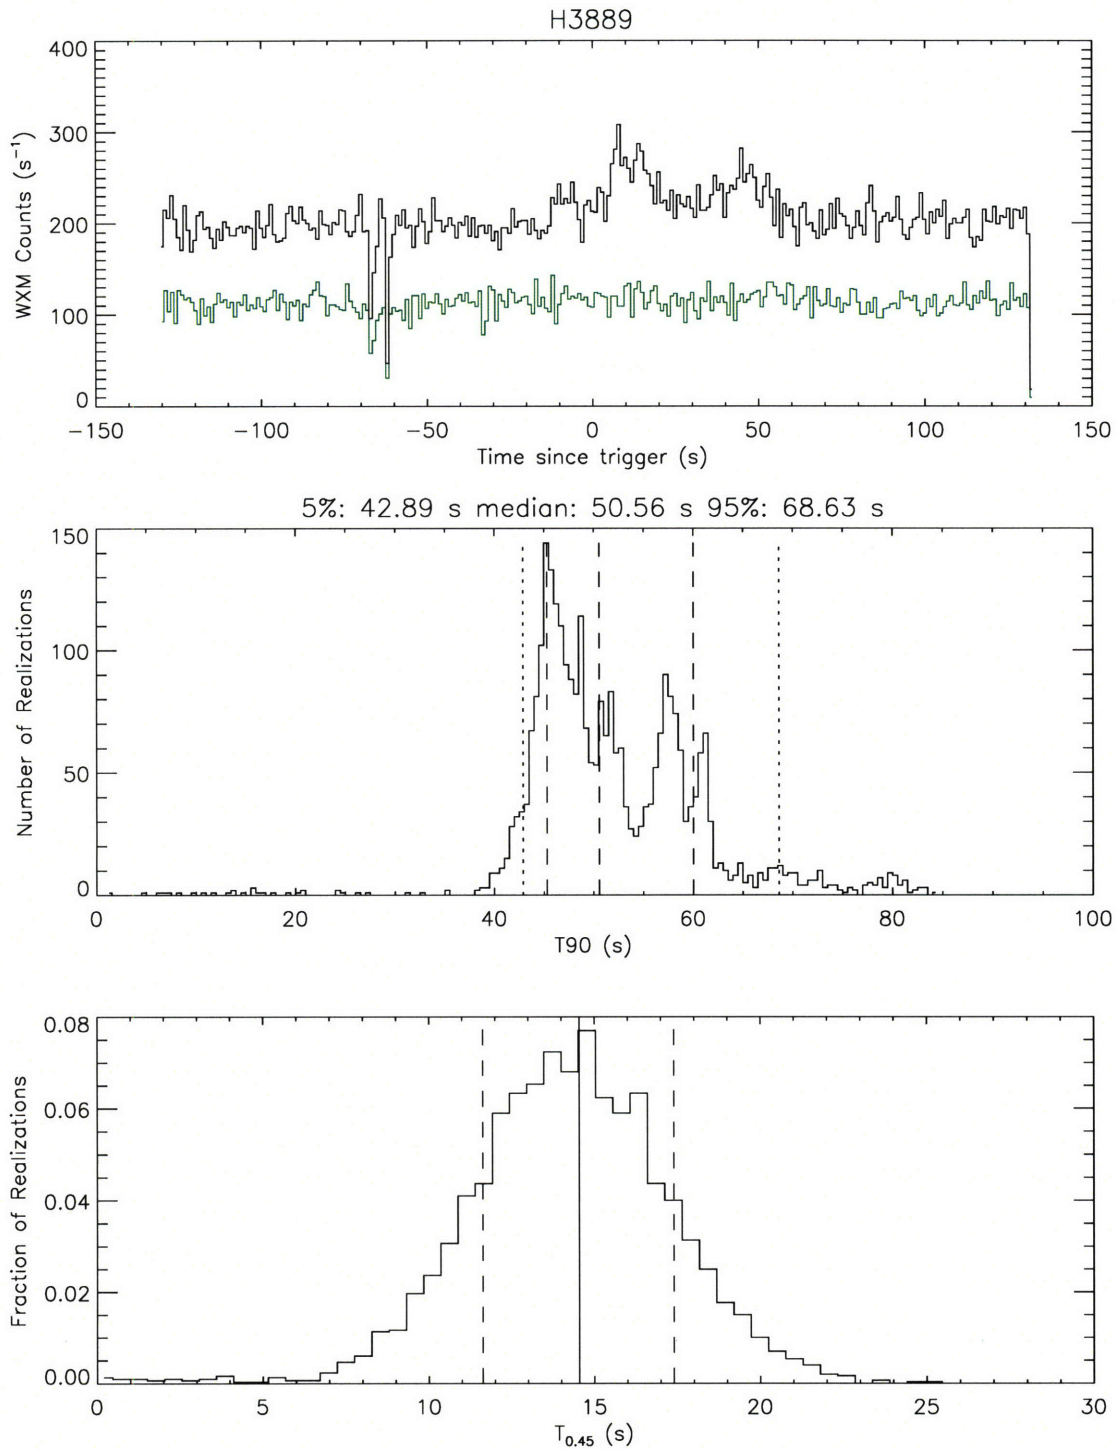 H3889
400
300
200
100
0
WXM Counts (s⁻¹)
−150 −100 −50 0 50 100 150
Time since trigger (s)
5%: 42.89 s median: 50.56 s 95%: 68.63 s
150
100
50
0
Number of Realizations
0 20 40 60 80 100
T90 (s)
0.08
0.06
0.04
0.02
0.00
Fraction of Realizations
0 5 10 15 20 25 30
T₀.₄₅ (s)